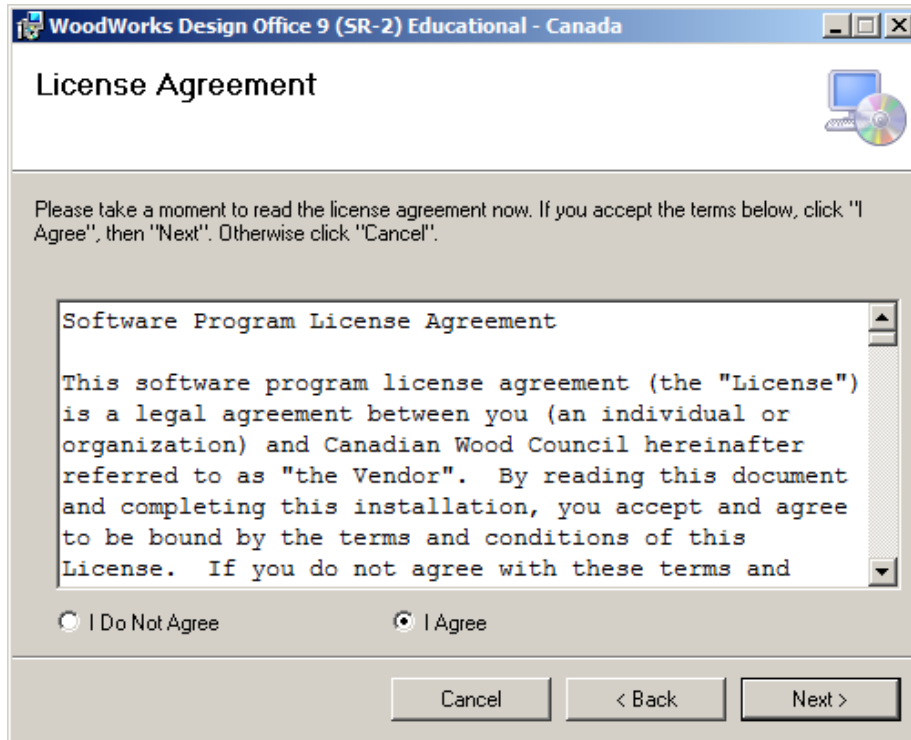 WoodWorks Design Office 9 (SR-2) Educational - Canada
License Agreement
Please take a moment to read the license agreement now. If you accept the terms below, click "I
Agree", then "Next". Otherwise click "Cancel".
Software Program License Agreement
This software program license agreement (the "License")
is a legal agreement between you (an individual or
organization) and Canadian Wood Council hereinafter
referred to as "the Vendor".  By reading this document
and completing this installation, you accept and agree
to be bound by the terms and conditions of this
License.  If you do not agree with these terms and
I Do Not Agree
I Agree
Cancel
< Back
Next >